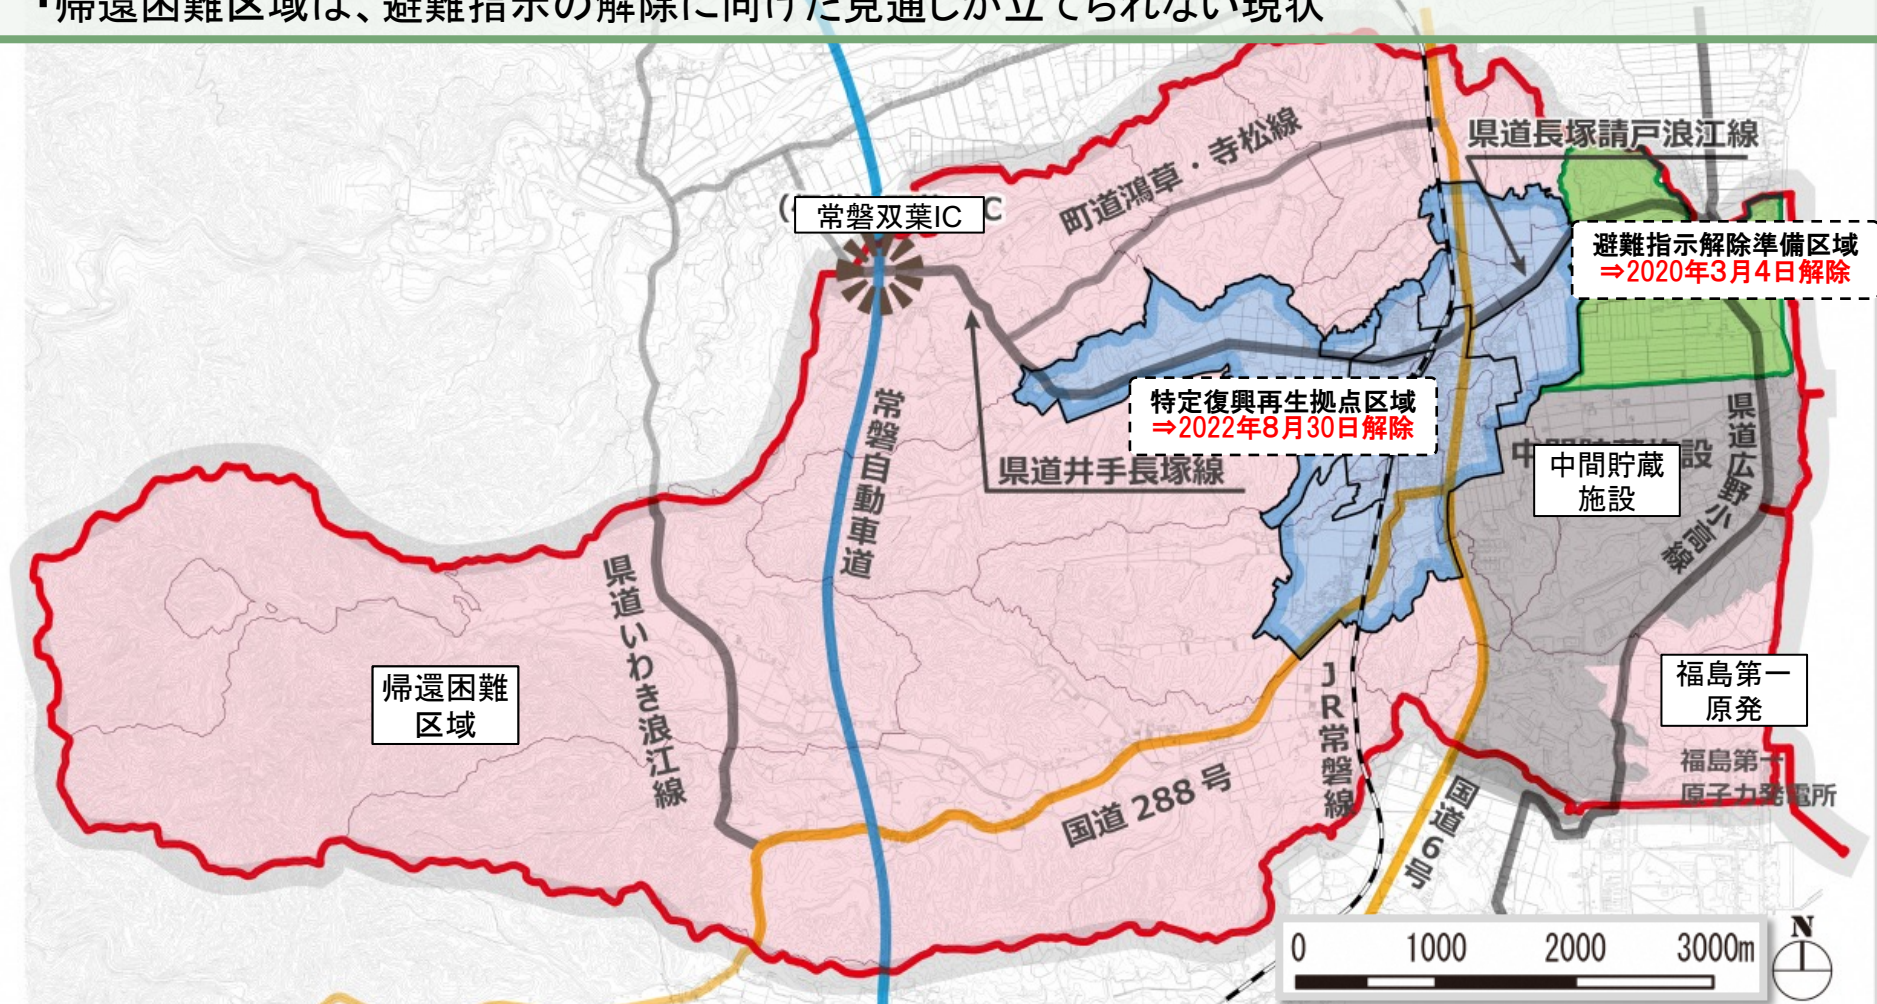 ・帰還困難区域は、避難指示の解除に向けた見通しが立てられない現状
県道長塚請戸浪江線
町道鴻草・寺松線
常磐双葉IC
避難指示解除準備区域
⇒2020年3月4日解除
特定復興再生拠点区域
⇒2022年8月30日解除
常磐自動車道
県道井手長塚線
県道広野小高線
中間貯蔵
施設
県道いわき浪江線
帰還困難
区域
福島第一
原発
福島第一
原子力発電所
JR常磐線
国道288号
国道6号
0 1000 2000 3000m
N